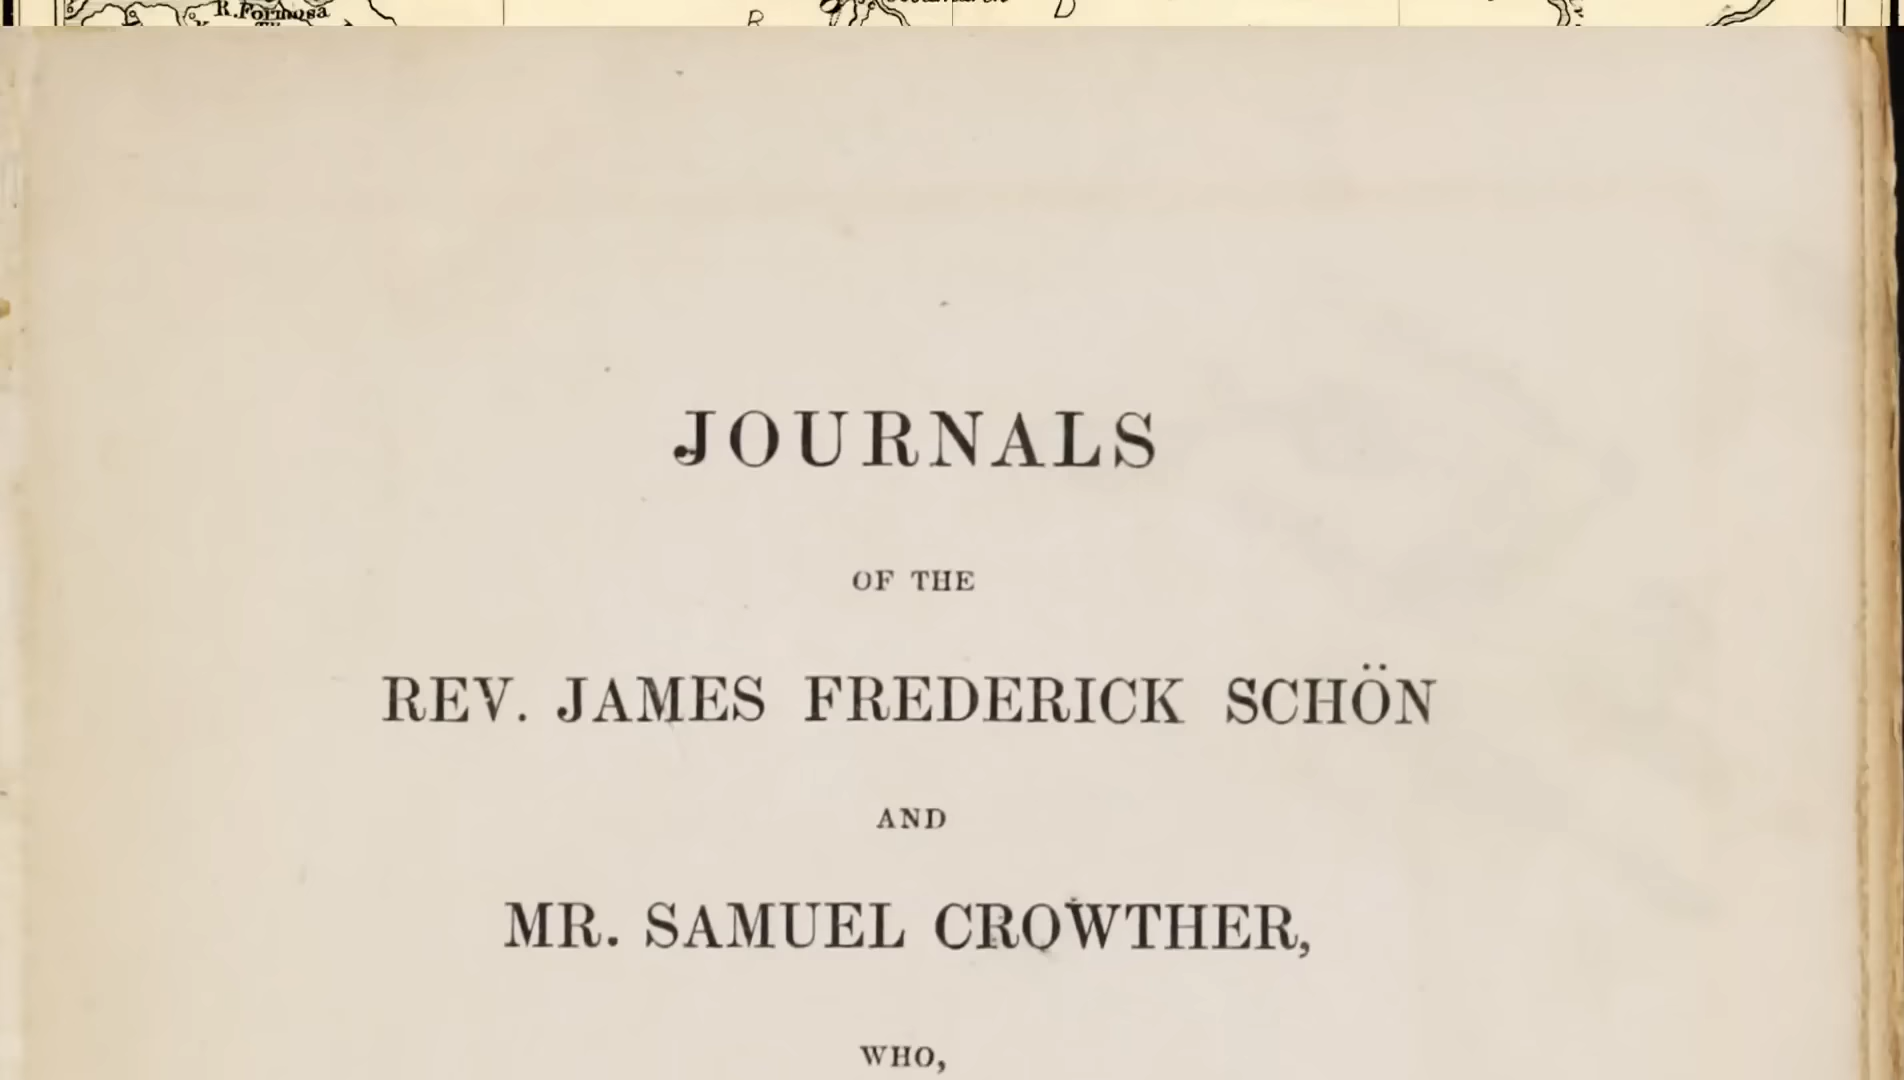 R. Formosa
R
D
JOURNALS
OF THE
REV. JAMES FREDERICK SCHÖN
AND
MR. SAMUEL CROWTHER,
WHO,